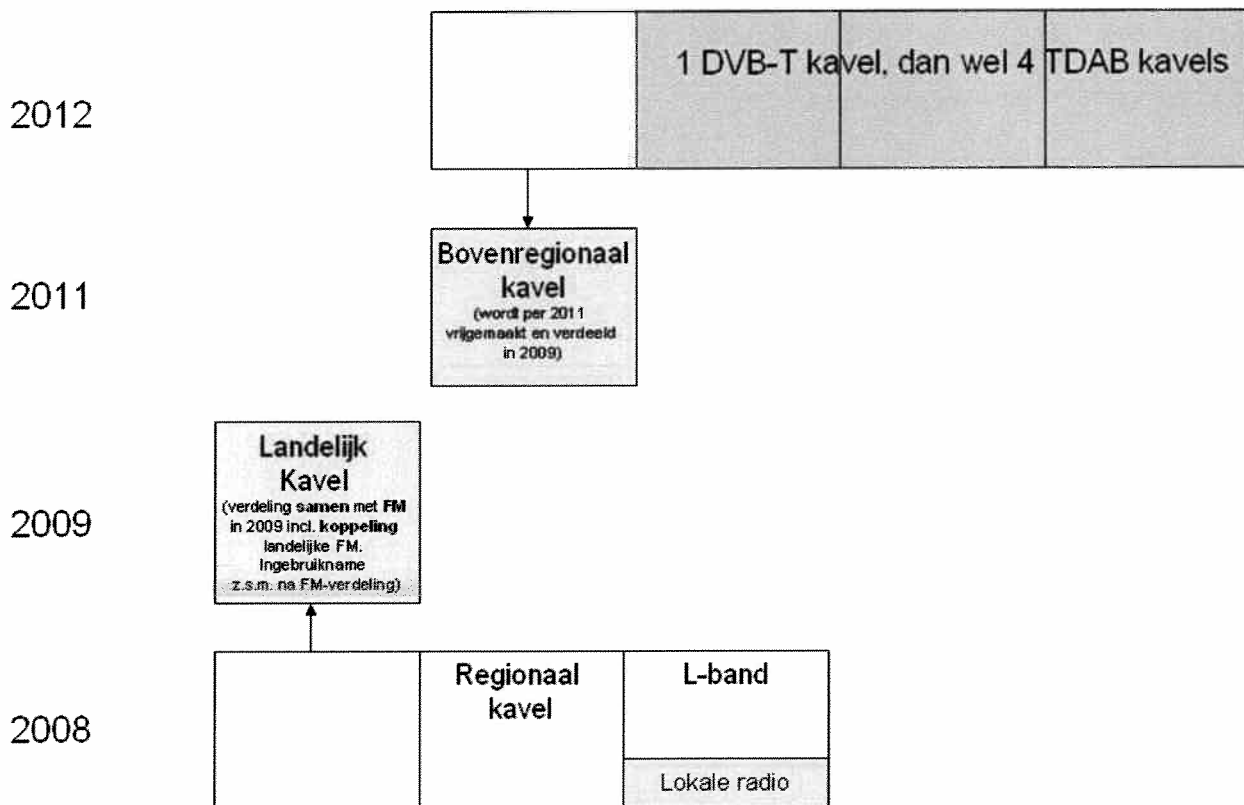 1 DVB-T kavel, dan wel 4 TDAB kavels
2012
Bovenregionaal
kavel
(wordt per 2011
vrijgemaakt en verdeeld
in 2009)
2011
Landelijk
Kavel
(verdeling samen met FM
in 2009 incl. koppeling
landelijke FM.
Ingebruikname
z.s.m. na FM-verdeling)
2009
Regionaal
kavel
L-band
2008
Lokale radio